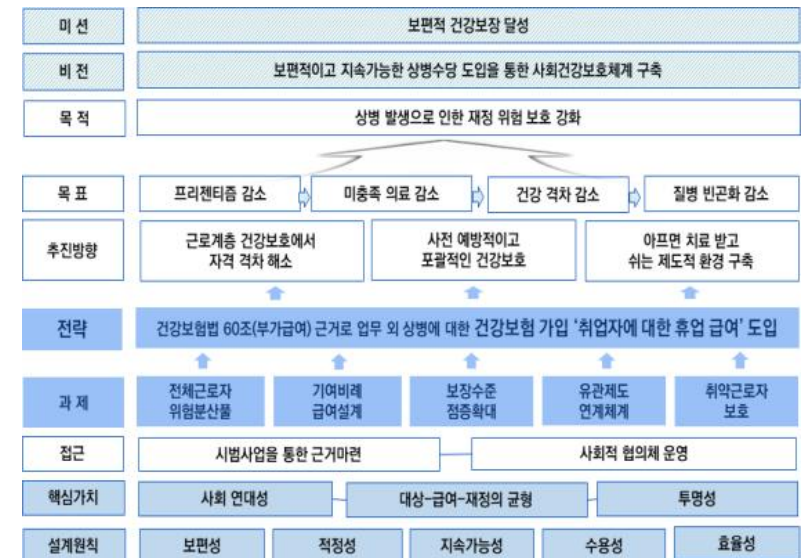 미 션
보편적 건강보장 달성
비 전
보편적이고 지속가능한 상병수당 도입을 통한 사회건강보호체계 구축
목 적
상병 발생으로 인한 재정 위험 보호 강화
목 표
프리젠티즘 감소
미충족 의료 감소
건강 격차 감소
질병 빈곤화 감소
추진방향
근로계층 건강보호에서
자격 격차 해소
사전 예방적이고
포괄적인 건강보호
아프면 치료 받고
쉬는 제도적 환경 구축
전략
건강보험법 60조(부가급여) 근거로 업무 외 상병에 대한 건강보험 가입 ‘취업자에 대한 휴업 급여’ 도입
과 제
전체근로자
위험분산풀
기여비례
급여설계
보장수준
점증확대
유관제도
연계체계
취약근로자
보호
접근
시범사업을 통한 근거마련
사회적 협의체 운영
핵심가치
사회 연대성
대상-급여-재정의 균형
투명성
설계원칙
보편성
적정성
지속가능성
수용성
효율성